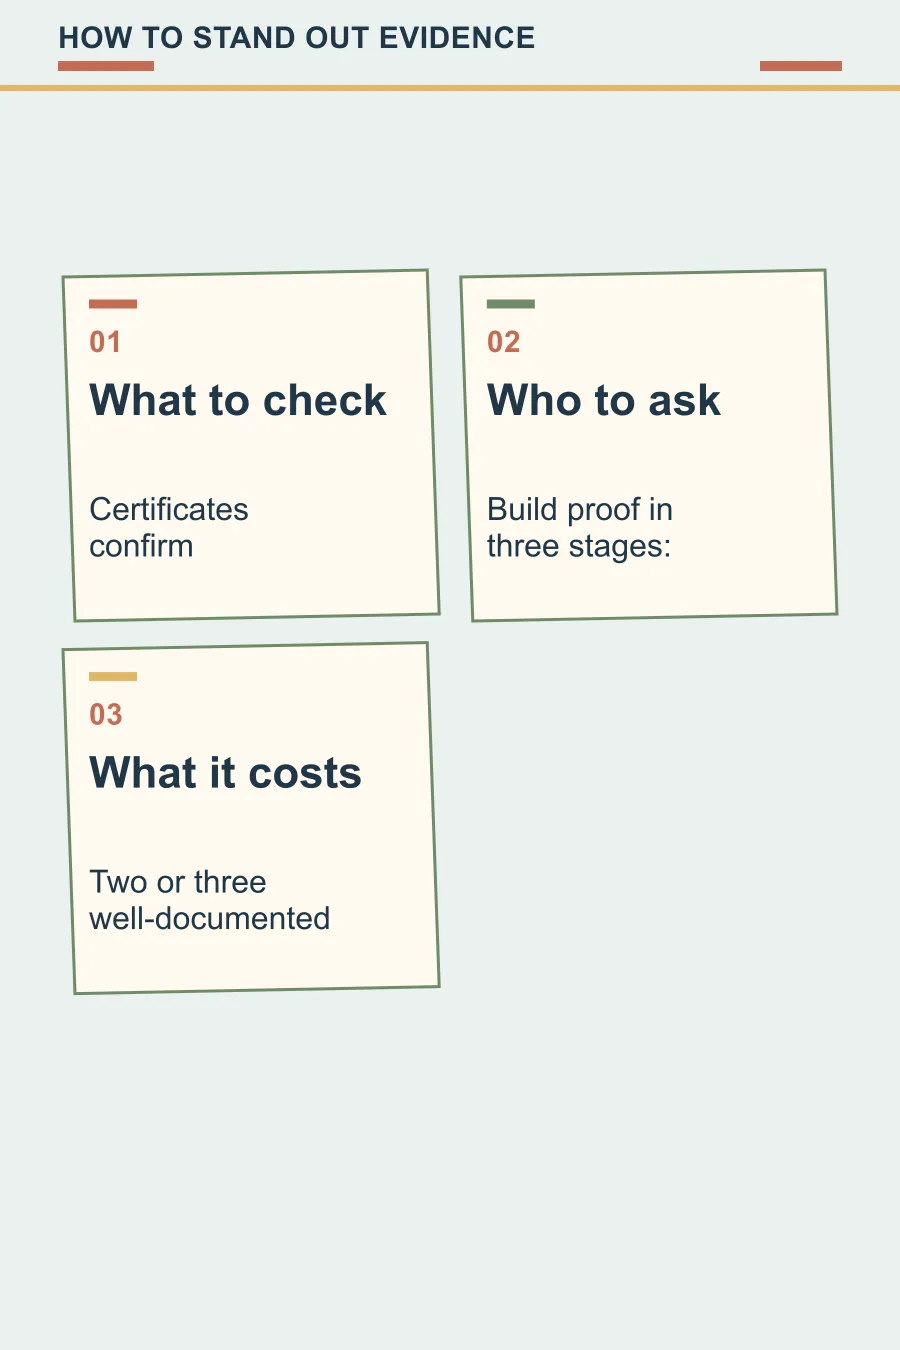 HOW TO STAND OUT EVIDENCE
01
What to check
Certificates
confirm
02
Who to ask
Build proof in
three stages:
03
What it costs
Two or three
well-documented